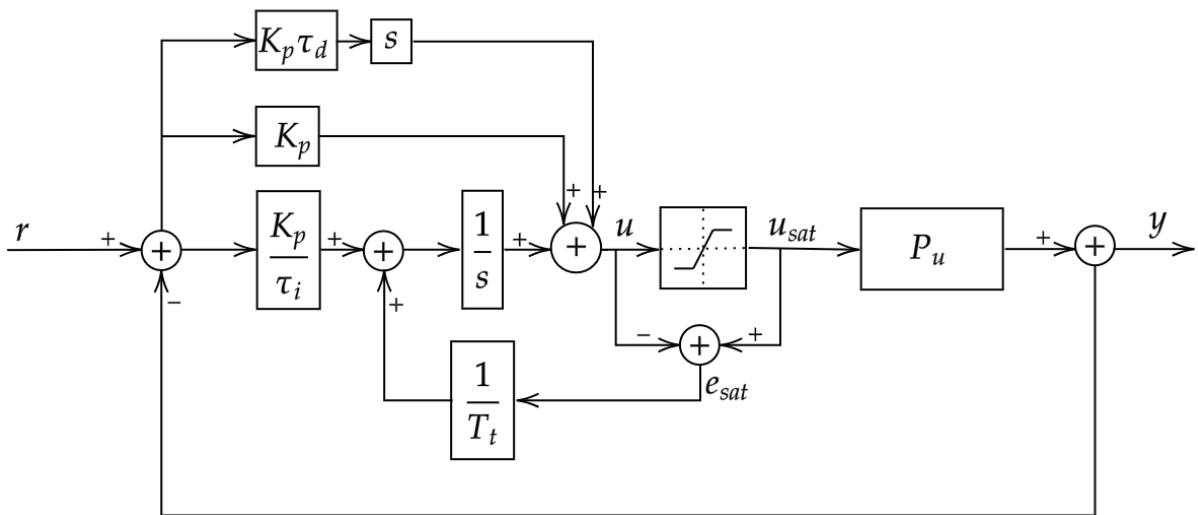 K_p τ_d
s
K_p
r
+
+
−
K_p
τ_i
+
+
+
1
s
+
+
+
+
u
u_sat
P_u
+
+
y
−
+
+
e_sat
1
T_t